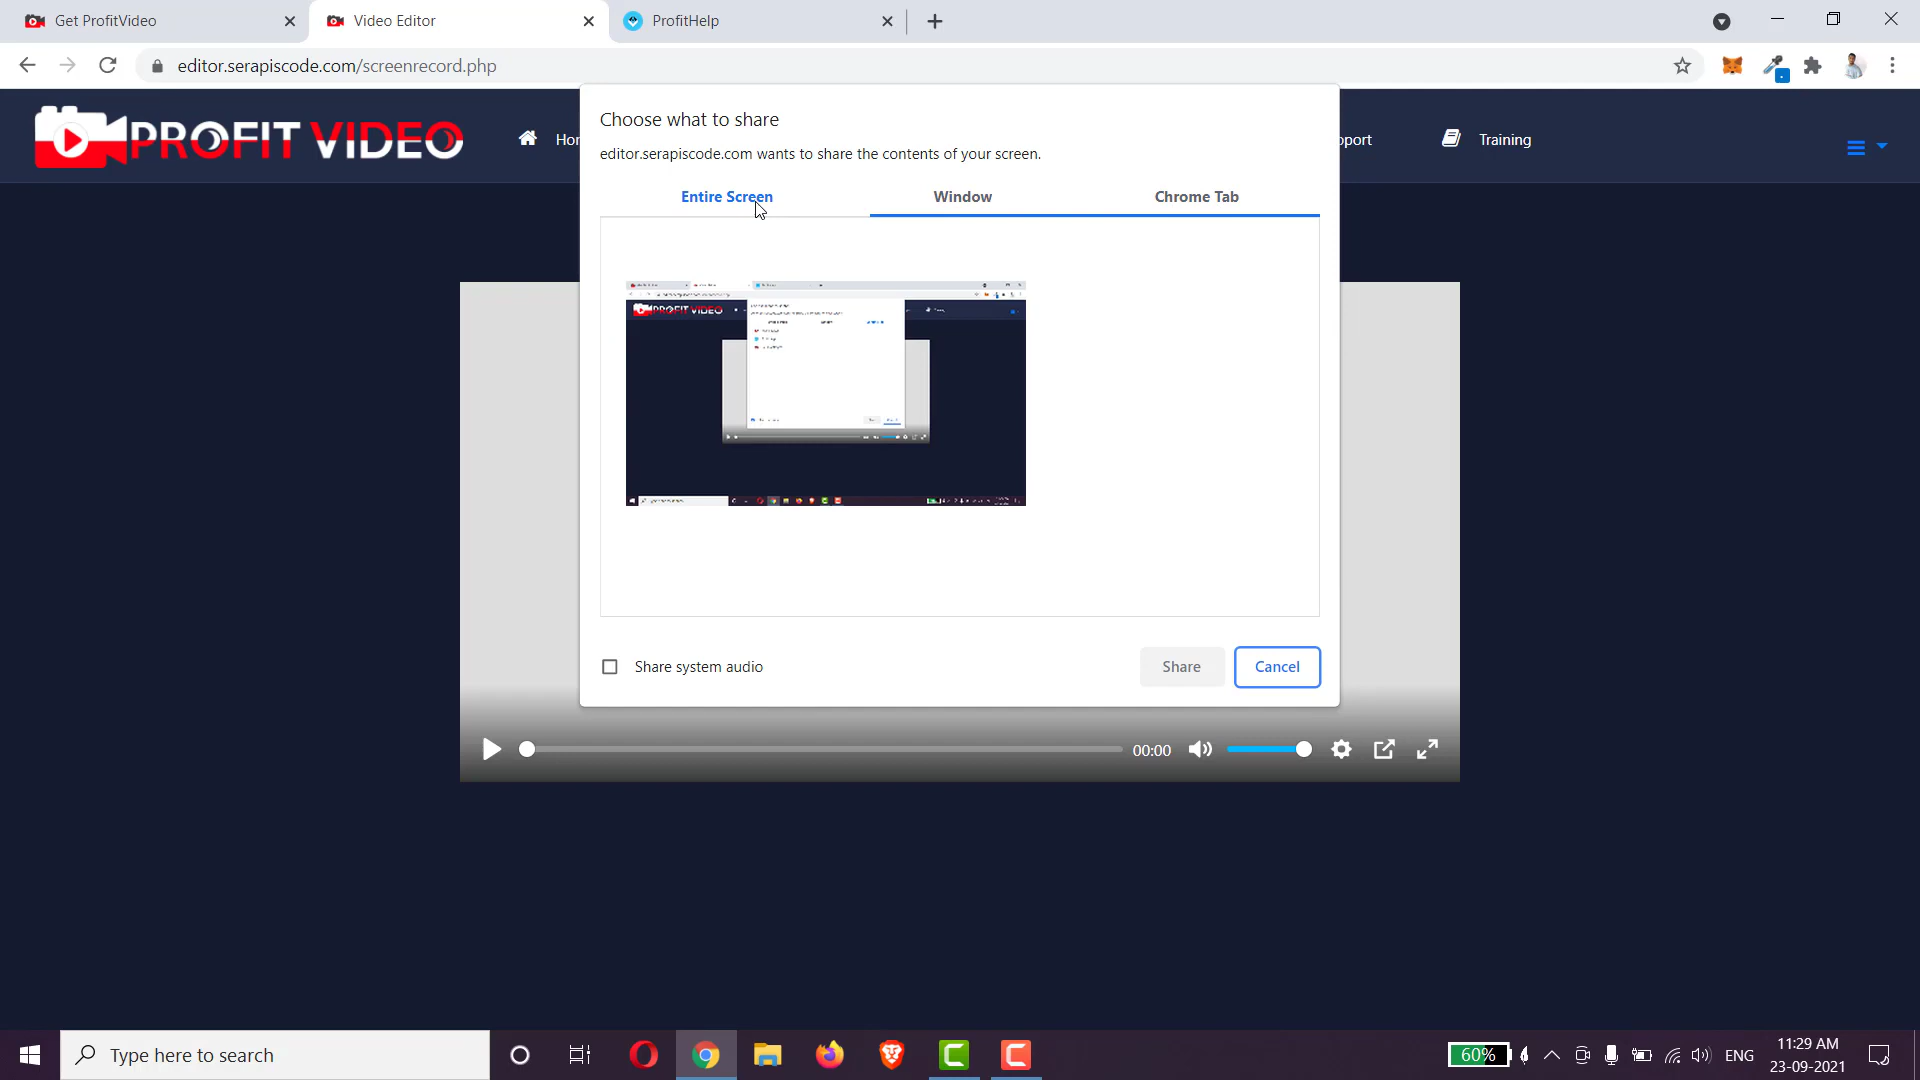 Get ProfitVideo
Video Editor
ProfitHelp
editor.serapiscode.com/screenrecord.php
PROFIT VIDEO
Hor
pport
Training
Choose what to share
editor.serapiscode.com wants to share the contents of your screen.
Entire Screen
Window
Chrome Tab
PROFIT VIDEO
Share system audio
Share
Cancel
00:00
Type here to search
60%
ENG
11:29 AM
23-09-2021